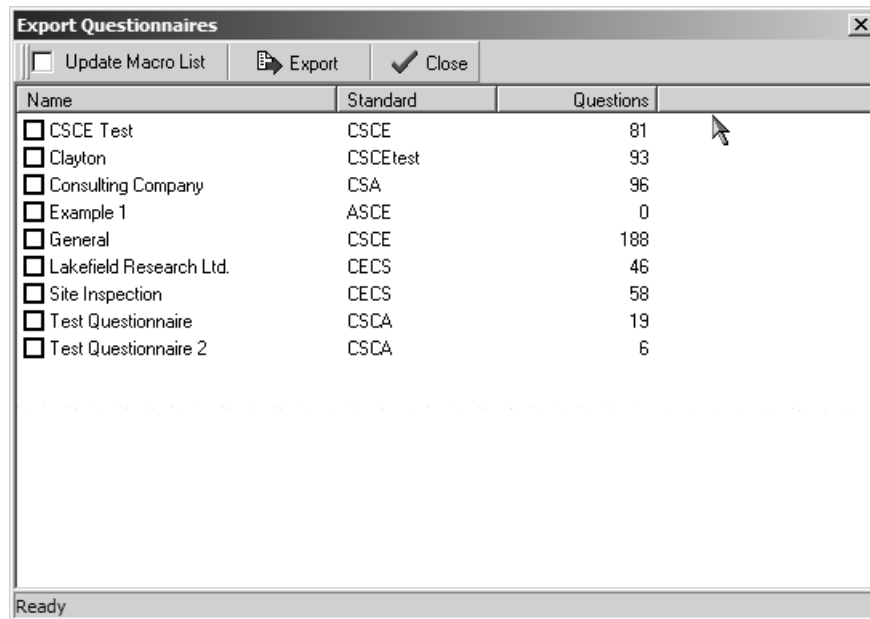 Export Questionnaires
Update Macro List Export Close
Name Standard Questions
CSCE Test CSCE 81
Clayton CSCEtest 93
Consulting Company CSA 96
Example 1 ASCE 0
General CSCE 188
Lakefield Research Ltd. CECS 46
Site Inspection CECS 58
Test Questionnaire CSCA 19
Test Questionnaire 2 CSCA 6
Ready